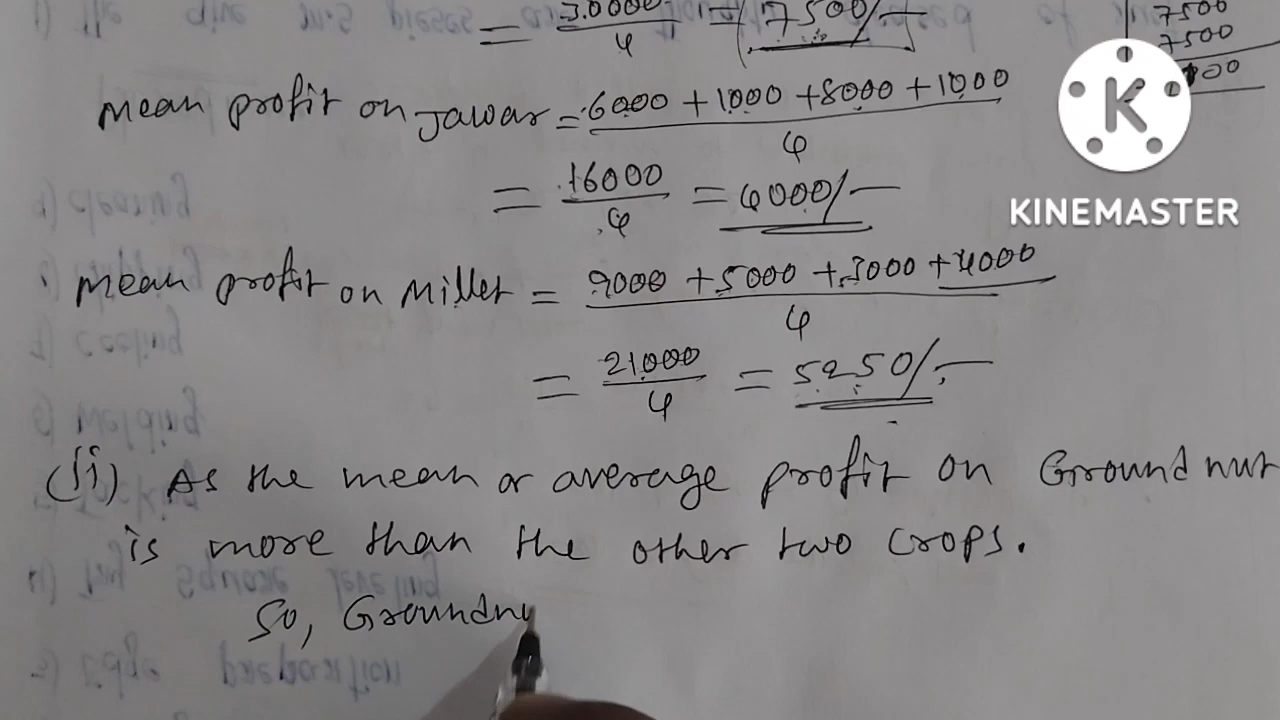 = 30000/4 = 7500/-
7500
7500
Mean profit on Jawar = 6000 + 1000 + 8000 + 1000 / 4
= 16000/4 = 4000/-
KINEMASTER
Mean profit on Millet = 9000 + 5000 + 3000 + 4000 / 4
= 21000/4 = 5250/-
(ii) As the mean or average profit on Groundnut
is more than the other two crops.
So, Groundnu